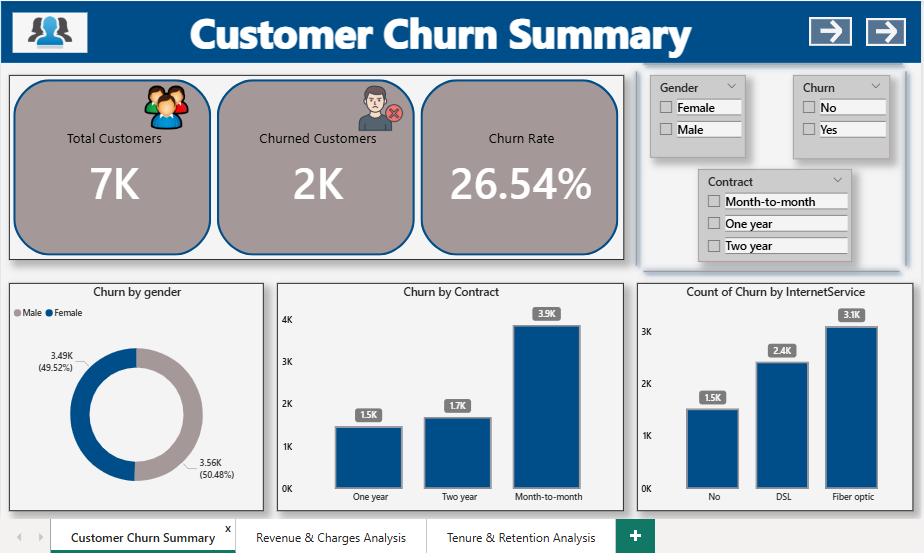 Customer Churn Summary
Total Customers
7K
Churned Customers
2K
Churn Rate
26.54%
Gender
Female
Male
Churn
No
Yes
Contract
Month-to-month
One year
Two year
Churn by gender
Male Female
3.49K
(49.52%)
3.56K
(50.48%)
Churn by Contract
4K
3K
2K
1K
0K
1.5K
1.7K
3.9K
One year
Two year
Month-to-month
Count of Churn by InternetService
3K
2K
1K
0K
1.5K
2.4K
3.1K
No
DSL
Fiber optic
Customer Churn Summary
x
Revenue & Charges Analysis
Tenure & Retention Analysis
+